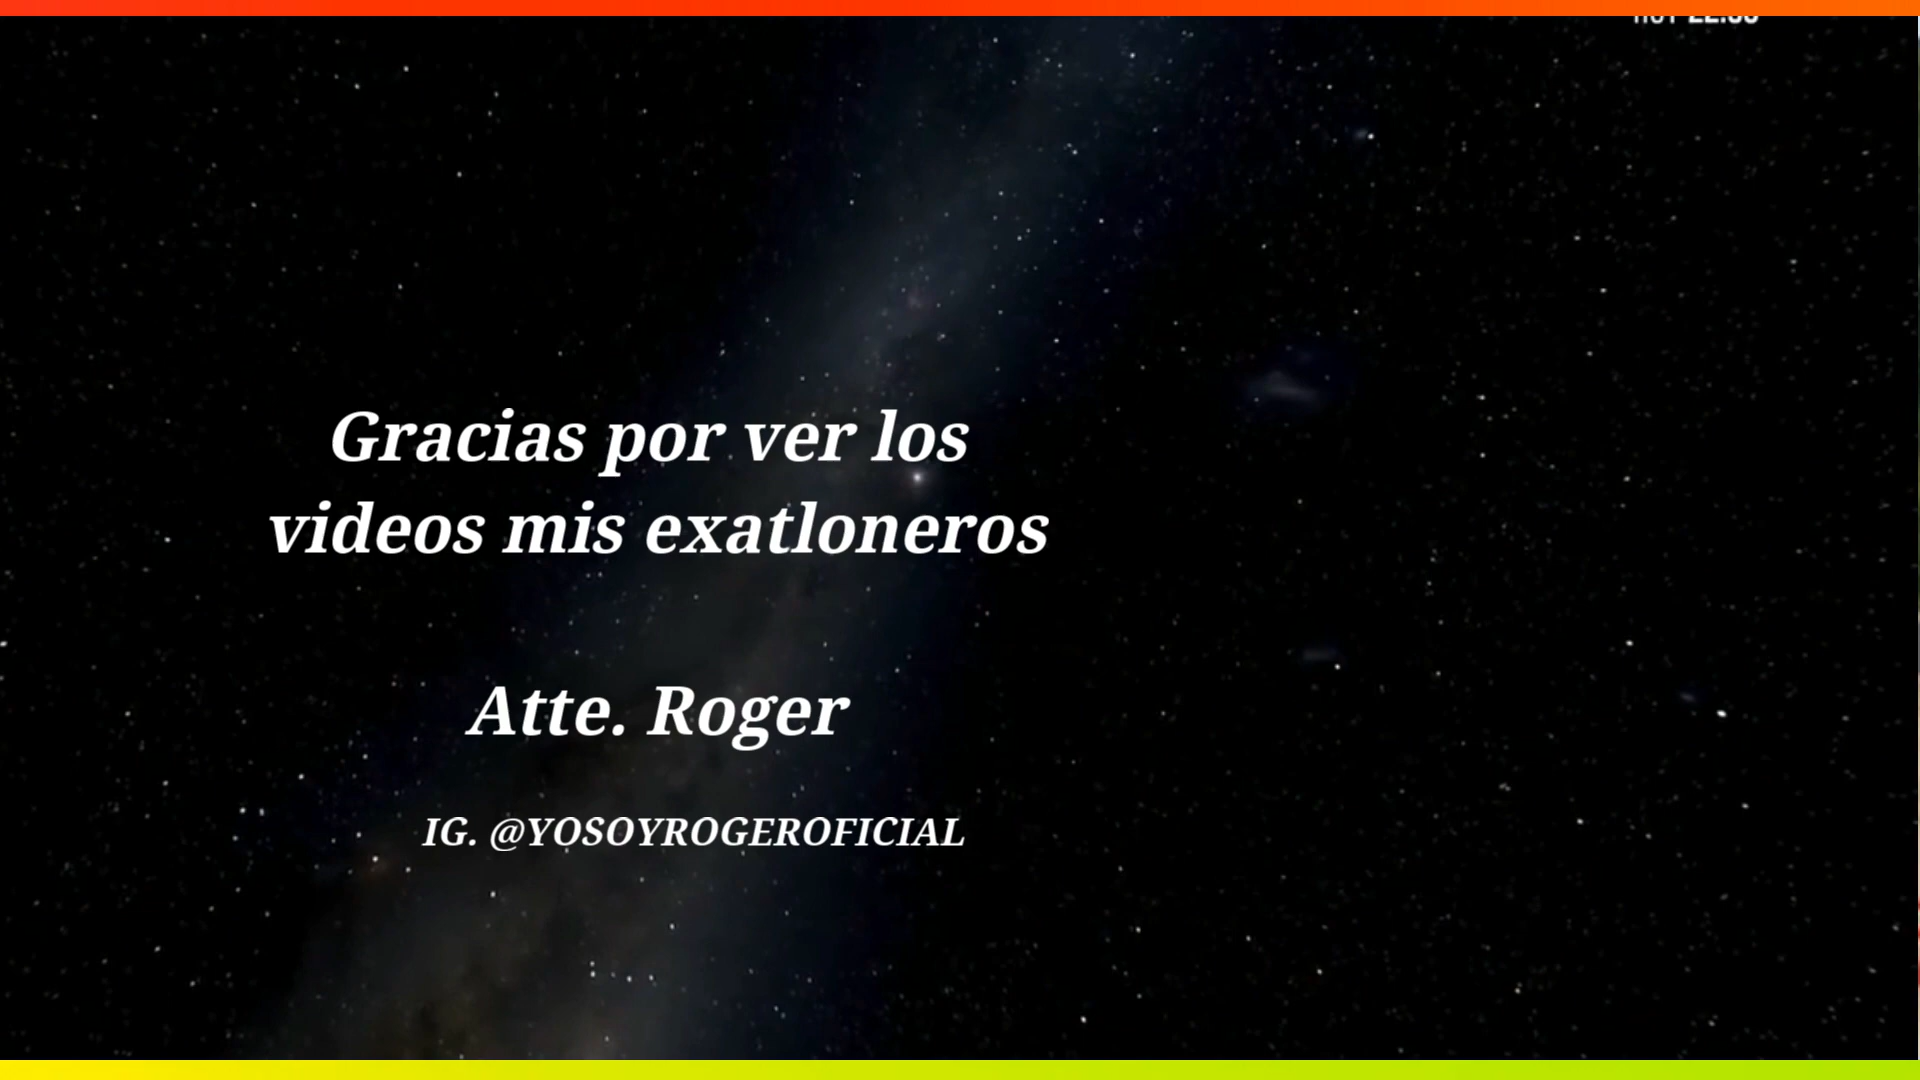 Gracias por ver los
videos mis exatloneros
Atte. Roger
IG. @YOSOYROGEROFICIAL